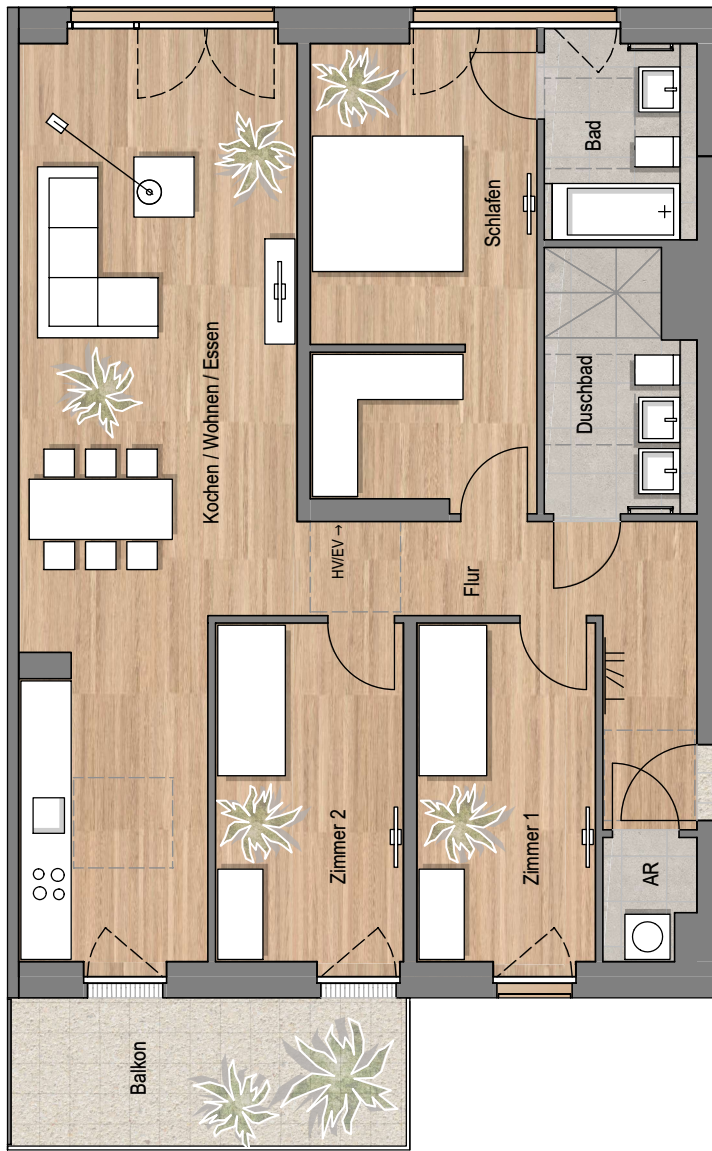 Bad
Schlafen
Kochen / Wohnen / Essen
Duschbad
HV/EV →
Flur
Zimmer 2
Zimmer 1
AR
Balkon